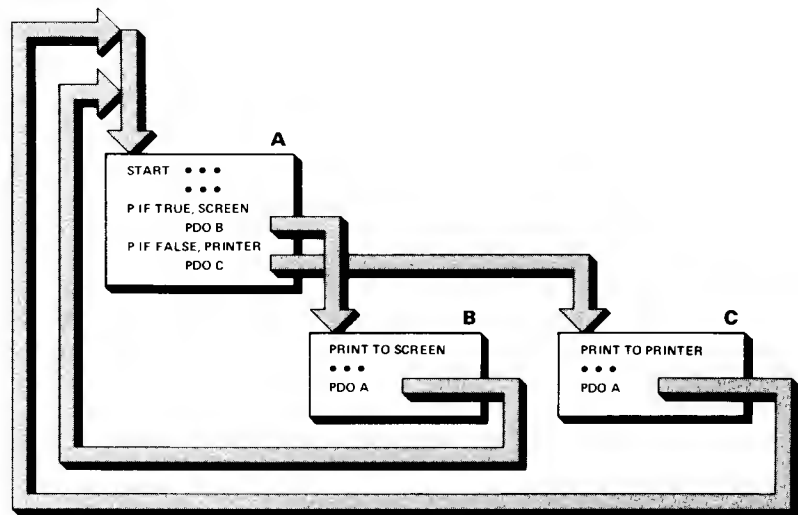 A
START • • •
• • •
P IF TRUE, SCREEN
PDO B
P IF FALSE, PRINTER
PDO C
B
PRINT TO SCREEN
• • •
PDO A
C
PRINT TO PRINTER
• • •
PDO A